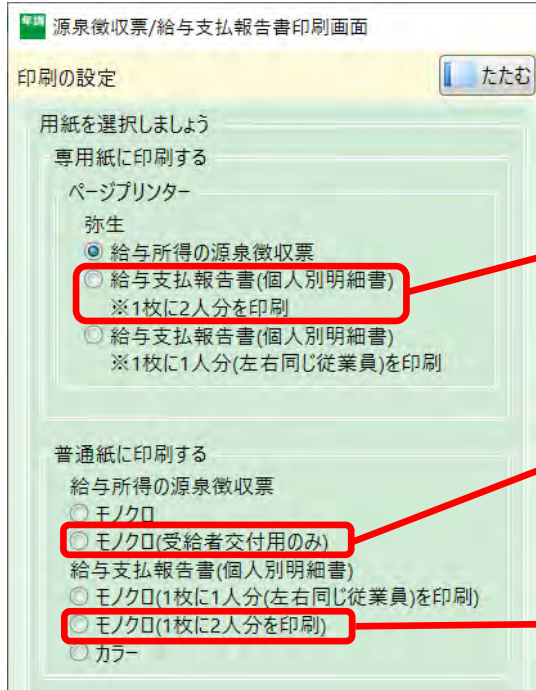 年調 源泉徴収票/給与支払報告書印刷画面
印刷の設定 たたむ
用紙を選択しましょう
専用紙に印刷する
ページプリンター
弥生
給与所得の源泉徴収票
給与支払報告書(個人別明細書)
※1枚に2人分を印刷
給与支払報告書(個人別明細書)
※1枚に1人分(左右同じ従業員)を印刷
普通紙に印刷する
給与所得の源泉徴収票
モノクロ
モノクロ(受給者交付用のみ)
給与支払報告書(個人別明細書)
モノクロ(1枚に1人分(左右同じ従業員)を印刷)
モノクロ(1枚に2人分を印刷)
カラー